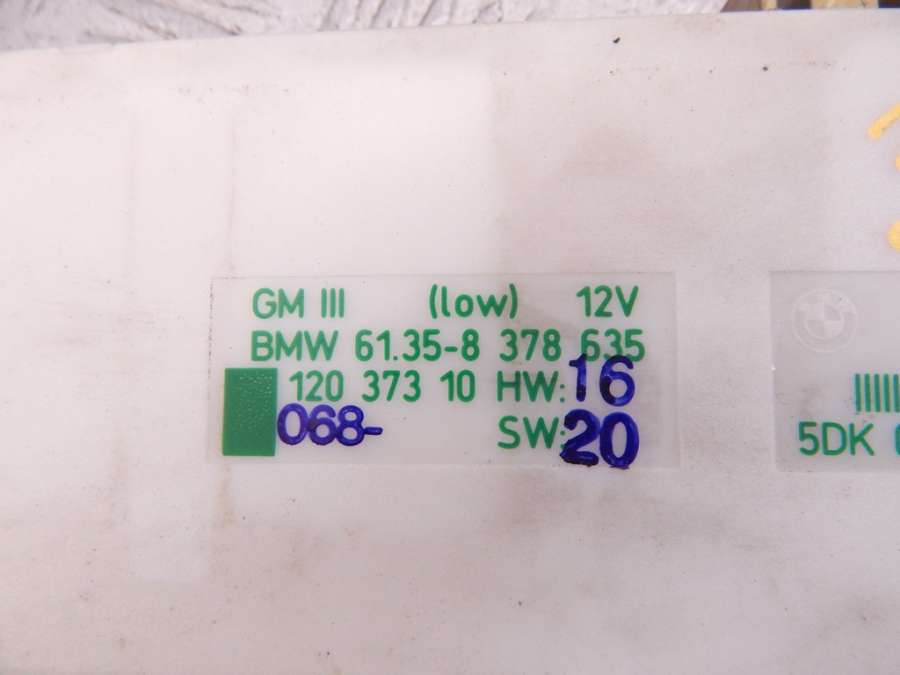 GM III (low) 12V
BMW 61.35-8 378 635
120 373 10 HW: 16
068- SW: 20
5DK